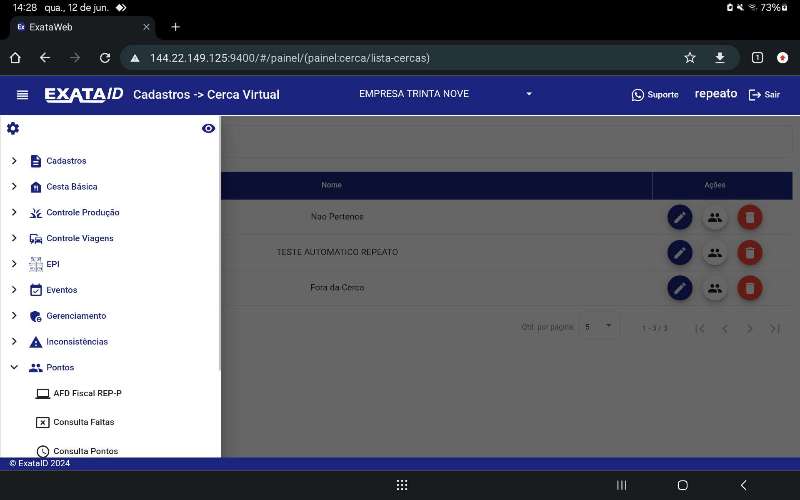 14:28 qua., 12 de jun.
73%
ExataWeb
144.22.149.125:9400/#/painel/(painel:cerca/lista-cercas)
1
EXATAID Cadastros -> Cerca Virtual EMPRESA TRINTA NOVE Suporte repeato Sair
Cadastros
Cesta Básica
Controle Produção
Controle Viagens
EPI
Eventos
Gerenciamento
Inconsistências
Pontos
AFD Fiscal REP-P
Consulta Faltas
Consulta Pontos
Nome Ações
Nao Pertence
TESTE AUTOMATICO REPEATO
Fora da Cerca
Qtd. por página: 5 1 - 3 / 3
© ExataID 2024